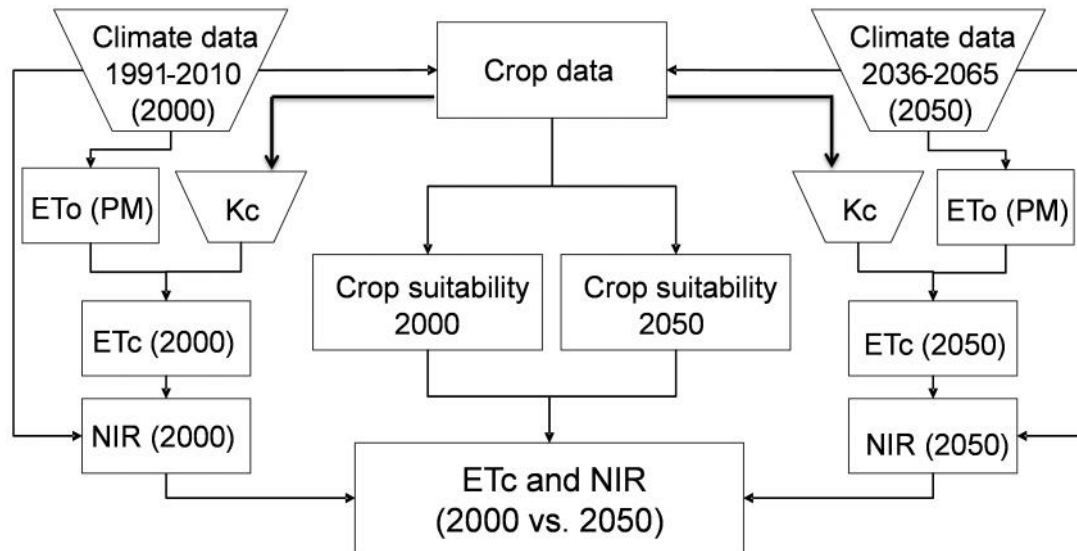 Climate data
1991-2010
(2000)
Crop data
Climate data
2036-2065
(2050)
ETo (PM)
Kc
Kc
ETo (PM)
Crop suitability
2000
Crop suitability
2050
ETc (2000)
ETc (2050)
NIR (2000)
NIR (2050)
ETc and NIR
(2000 vs. 2050)